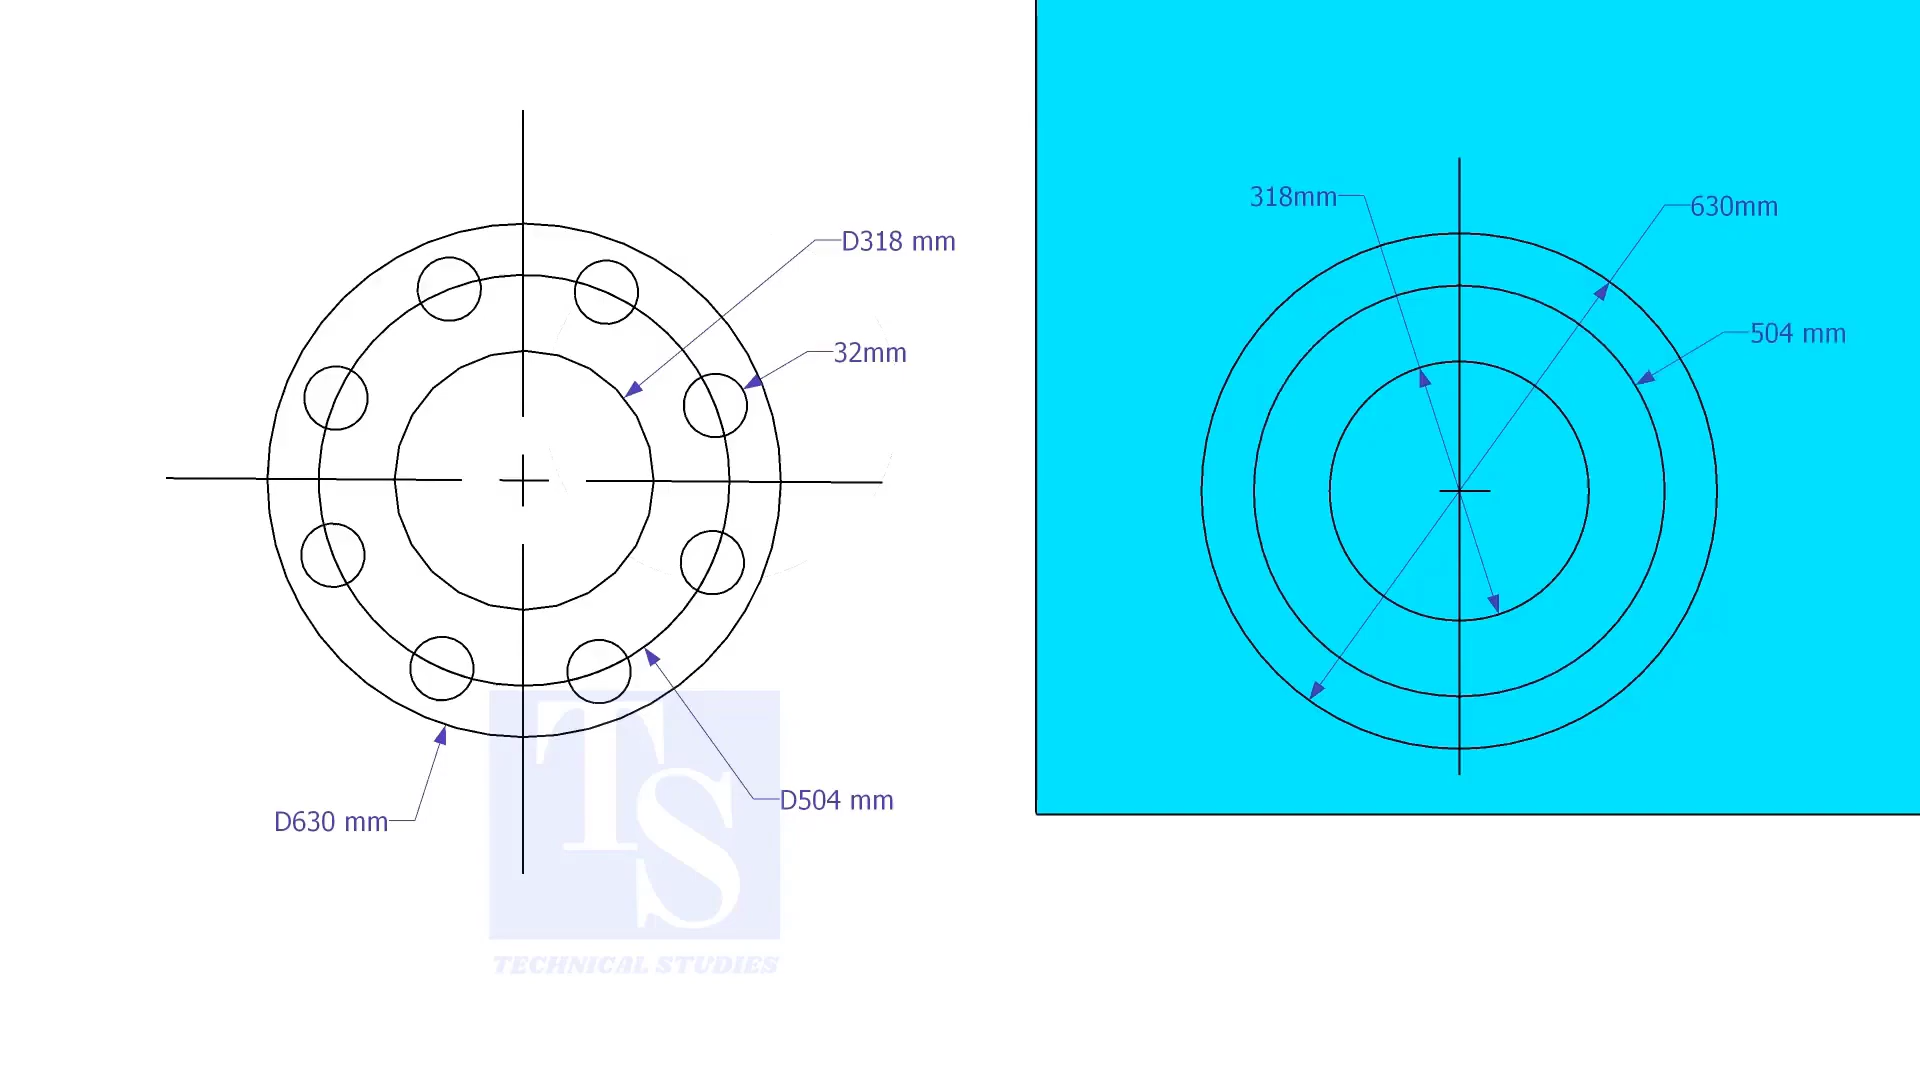 D318 mm
32mm
D504 mm
D630 mm
TS
TECHNICAL STUDIES
318mm
630mm
504 mm